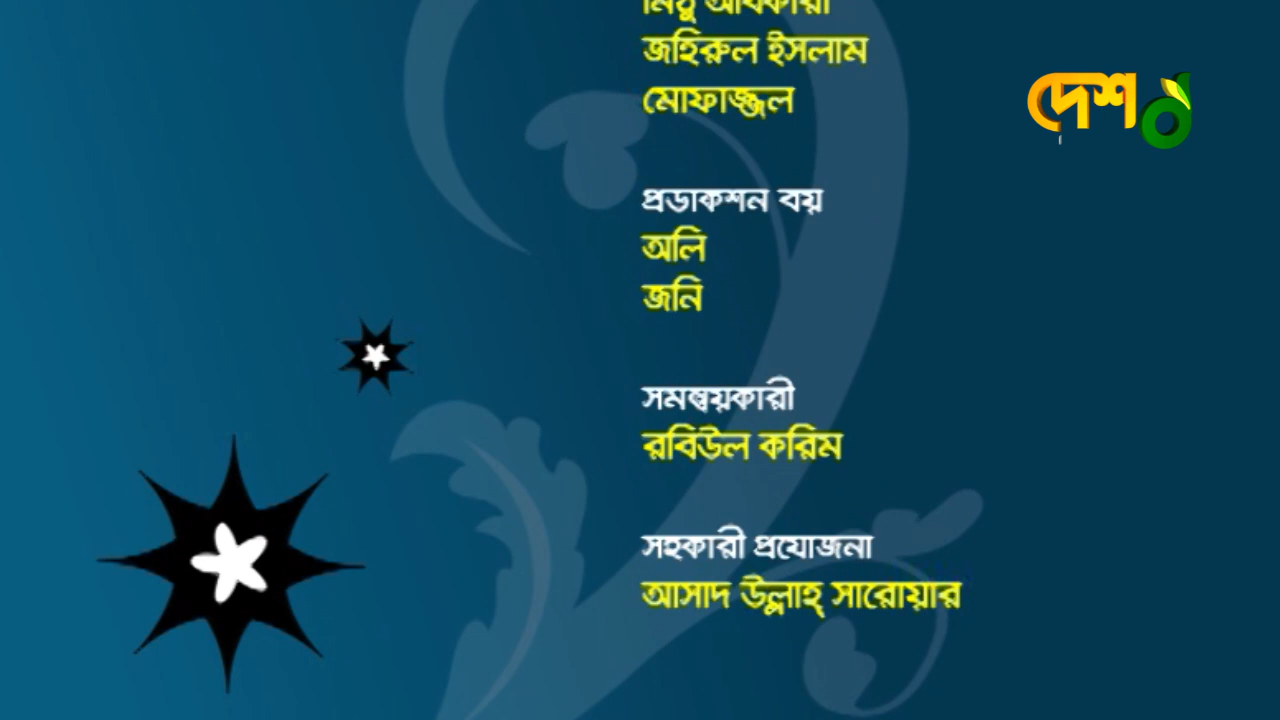 জহিরুল ইসলাম
মোফাজ্জল
দেশ
প্রডাকশন বয়
অলি
জনি
সমন্বয়কারী
রবিউল করিম
সহকারী প্রযোজনা
আসাদ উল্লাহ্ সারোয়ার